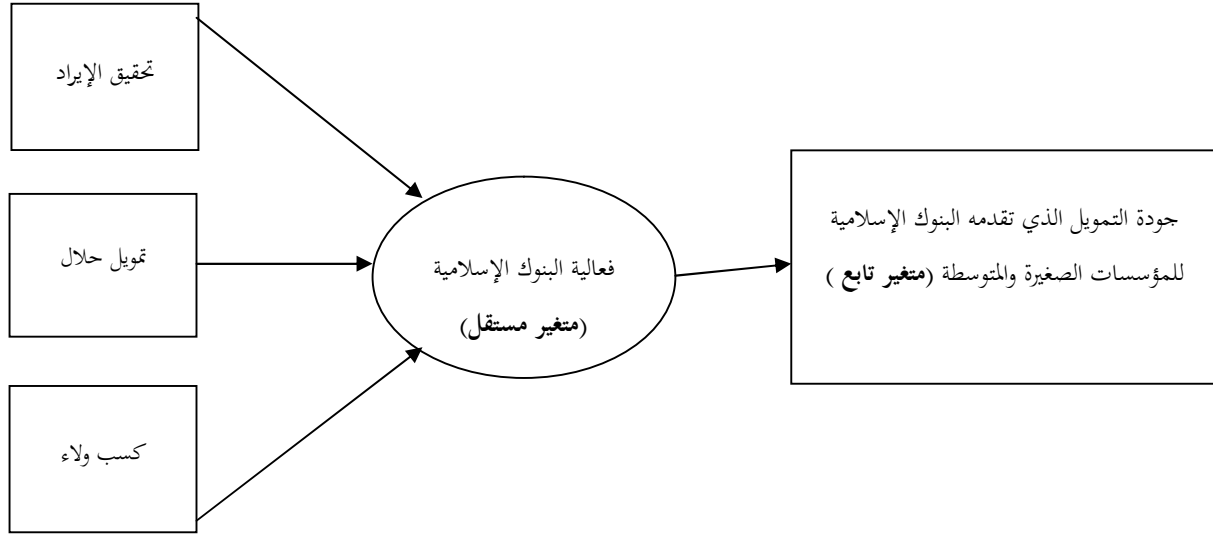 تحقيق الإيراد
تمويل حلال
كسب ولاء
فعالية البنوك الإسلامية
(متغير مستقل)
جودة التمويل الذي تقدمه البنوك الإسلامية
للمؤسسات الصغيرة والمتوسطة (متغير تابع )